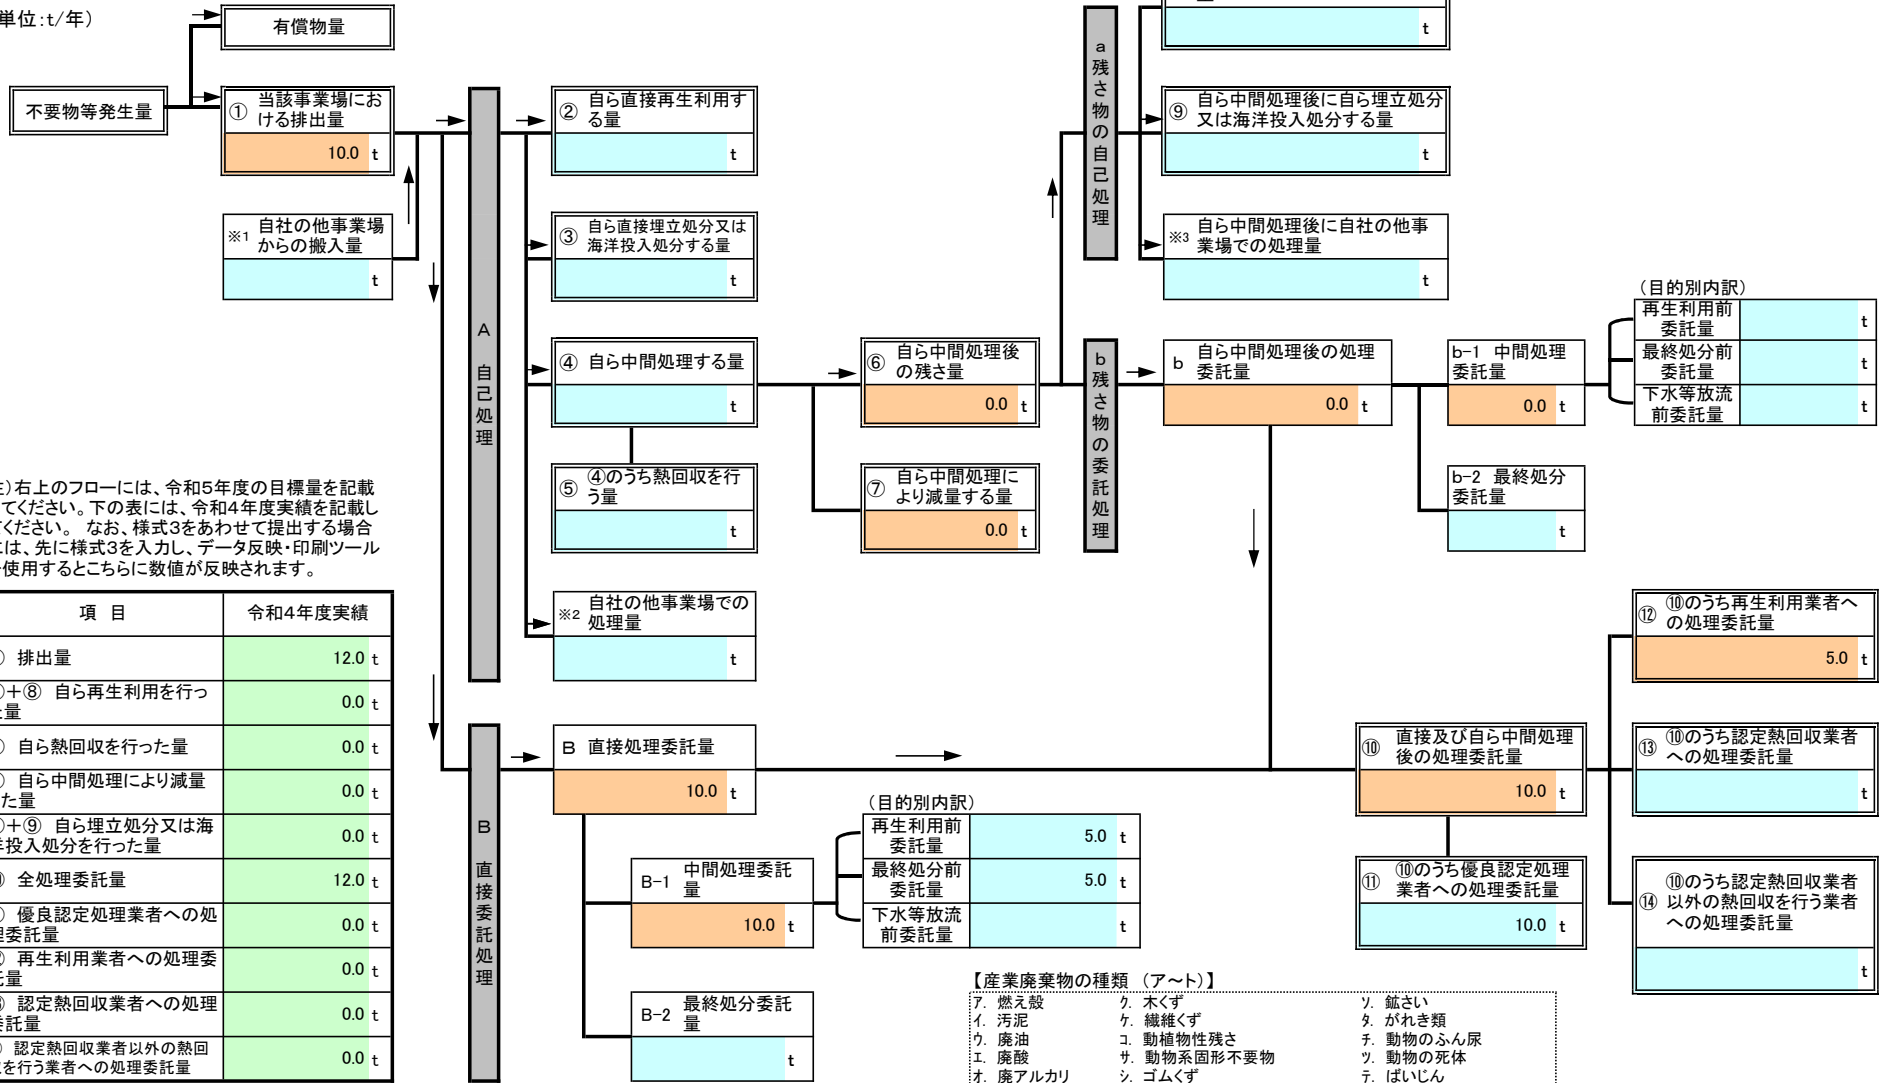 単位:t/年)
有償物量
不要物等発生量
① 当該事業場にお
ける排出量
10.0 t
※1 自社の他事業場
からの搬入量
t
A
自己処理
② 自ら直接再生利用す
る量
t
③ 自ら直接埋立処分又は
海洋投入処分する量
t
④ 自ら中間処理する量
t
⑤ ④のうち熱回収を行
う量
t
※2 自社の他事業場での
処理量
t
⑥ 自ら中間処理後
の残さ量
0.0 t
⑦ 自ら中間処理に
より減量する量
0.0 t
a
残さ物の自己処理
t
⑨ 自ら中間処理後に自ら埋立処分
又は海洋投入処分する量
t
※3 自ら中間処理後に自社の他事
業場での処理量
t
b
残さ物の委託処理
b 自ら中間処理後の処理
委託量
0.0 t
b-1 中間処理
委託量
0.0 t
b-2 最終処分
委託量
t
(目的別内訳)
再生利用前
委託量
t
最終処分前
委託量
t
下水等放流
前委託量
t
)右上のフローには、令和5年度の目標量を記載
てください。下の表には、令和4年度実績を記載し
ください。 なお、様式3をあわせて提出する場合
は、先に様式3を入力し、データ反映・印刷ツール
使用するとこちらに数値が反映されます。
項 目 令和4年度実績
) 排出量 12.0 t
)+⑧ 自ら再生利用を行っ
量
0.0 t
) 自ら熱回収を行った量 0.0 t
) 自ら中間処理により減量
た量
0.0 t
)+⑨ 自ら埋立処分又は海
投入処分を行った量
0.0 t
) 全処理委託量 12.0 t
) 優良認定処理業者への処
委託量
0.0 t
) 再生利用業者への処理委
量
0.0 t
) 認定熱回収業者への処理
託量
0.0 t
) 認定熱回収業者以外の熱回
を行う業者への処理委託量
0.0 t
B
直接委託処理
B 直接処理委託量
10.0 t
B-1 中間処理委託
量
10.0 t
B-2 最終処分委託
量
t
(目的別内訳)
再生利用前
委託量
5.0 t
最終処分前
委託量
5.0 t
下水等放流
前委託量
t
⑩ 直接及び自ら中間処理
後の処理委託量
10.0 t
⑪ ⑩のうち優良認定処理
業者への処理委託量
10.0 t
⑫ ⑩のうち再生利用業者へ
の処理委託量
5.0 t
⑬ ⑩のうち認定熱回収業者
への処理委託量
t
⑭ ⑩のうち認定熱回収業者
以外の熱回収を行う業者
への処理委託量
t
【産業廃棄物の種類 (ア~ト)】
ア. 燃え殻 ク. 木くず ソ. 鉱さい
イ. 汚泥 ケ. 繊維くず タ. がれき類
ウ. 廃油 コ. 動植物性残さ チ. 動物のふん尿
エ. 廃酸 サ. 動物系固形不要物 ツ. 動物の死体
オ. 廃アルカリ シ. ゴムくず テ. ばいじん